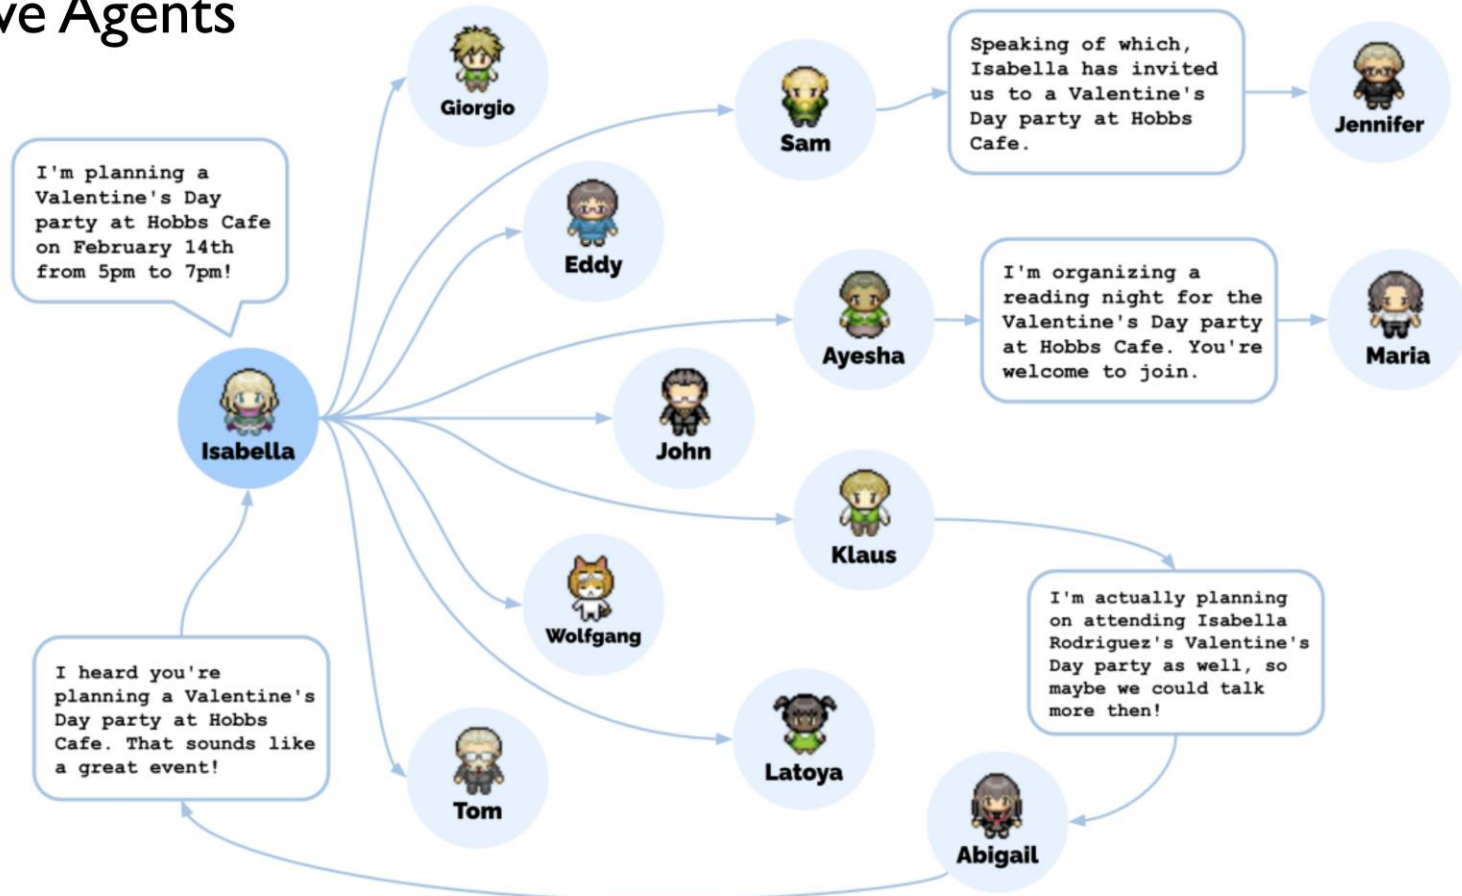 ve Agents
Giorgio
Sam
Speaking of which,
Isabella has invited
us to a Valentine's
Day party at Hobbs
Cafe.
Jennifer
I'm planning a
Valentine's Day
party at Hobbs Cafe
on February 14th
from 5pm to 7pm!
Eddy
Ayesha
I'm organizing a
reading night for the
Valentine's Day party
at Hobbs Cafe. You're
welcome to join.
Maria
Isabella
John
Klaus
Wolfgang
I'm actually planning
on attending Isabella
Rodriguez's Valentine's
Day party as well, so
maybe we could talk
more then!
I heard you're
planning a Valentine's
Day party at Hobbs
Cafe. That sounds like
a great event!
Latoya
Tom
Abigail